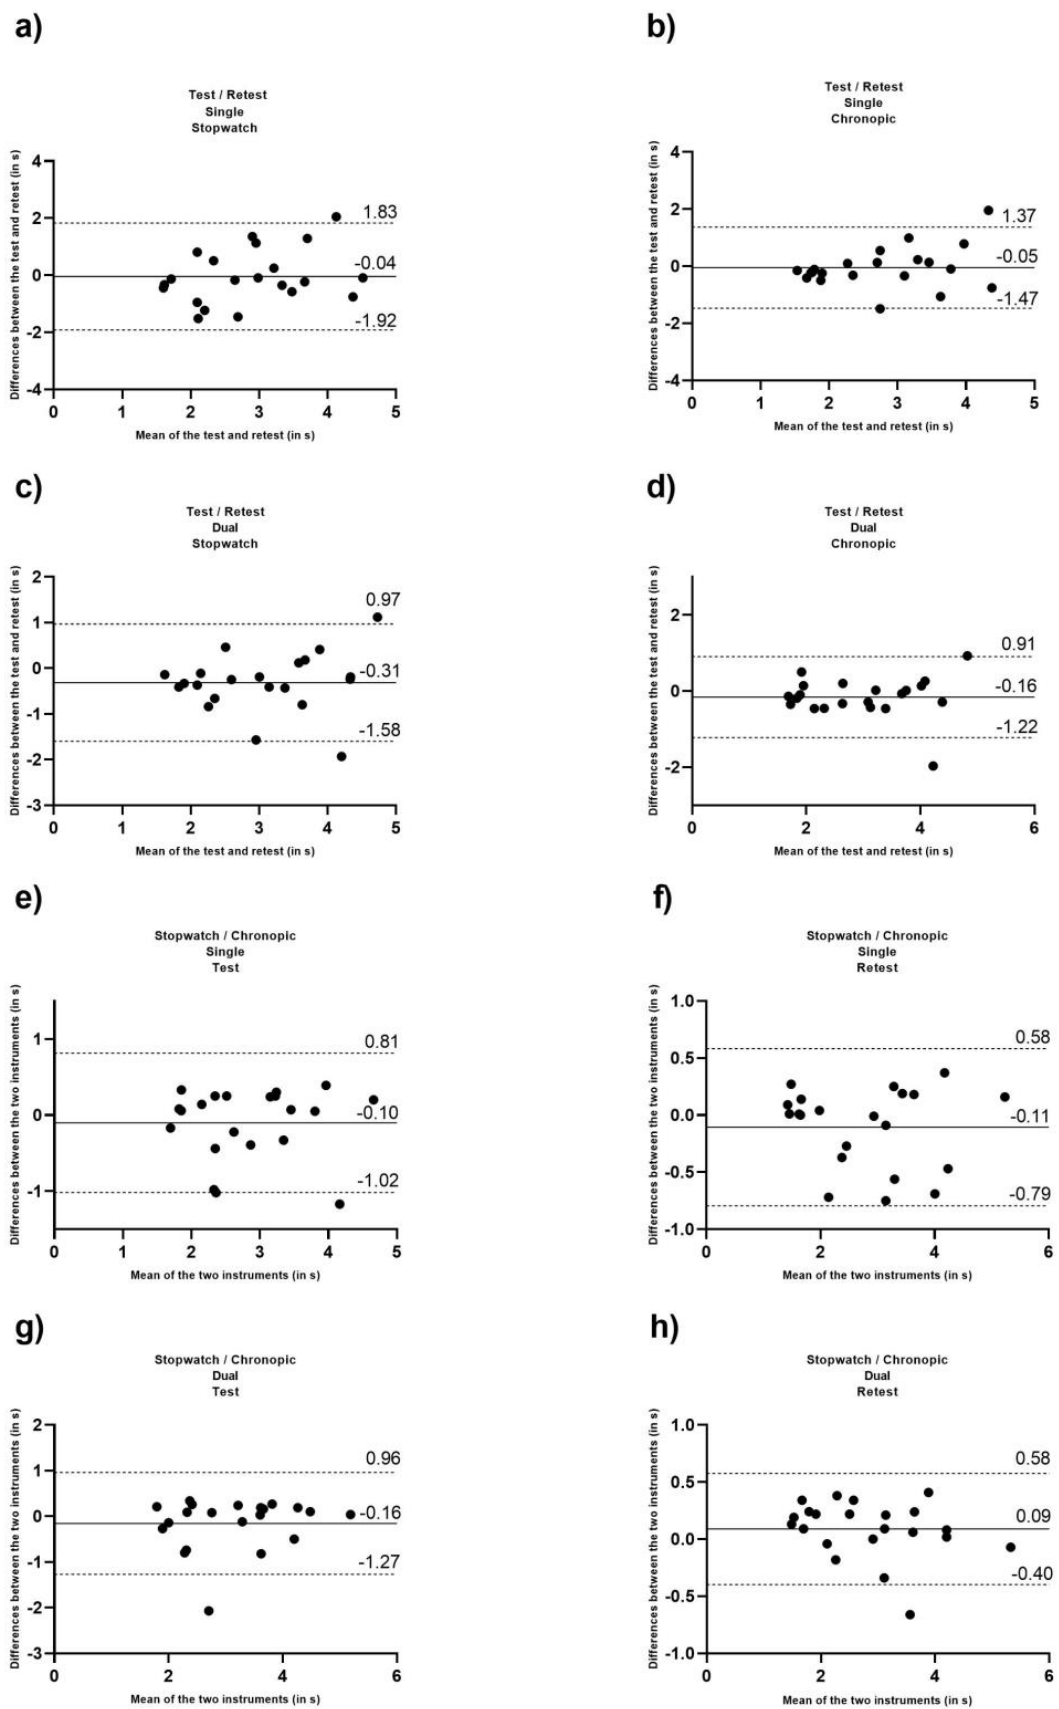 a)
Test / Retest
Single
Stopwatch
Differences between the test and retest (in s)
4
2
0
-2
-4
1.83
-0.04
-1.92
0 1 2 3 4 5
Mean of the test and retest (in s)
b)
Test / Retest
Single
Chronopic
Differences between the test and retest (in s)
4
2
0
-2
-4
1.37
-0.05
-1.47
0 1 2 3 4 5
Mean of the test and retest (in s)
c)
Test / Retest
Dual
Stopwatch
Differences between the test and retest (in s)
2
1
0
-1
-2
-3
0.97
-0.31
-1.58
0 1 2 3 4 5
Mean of the test and retest (in s)
d)
Test / Retest
Dual
Chronopic
Differences between the test and retest (in s)
2
0
-2
0.91
-0.16
-1.22
0 2 4 6
Mean of the test and retest (in s)
e)
Stopwatch / Chronopic
Single
Test
Differences between the two instruments (in s)
1
0
-1
0.81
-0.10
-1.02
0 1 2 3 4 5
Mean of the two instruments (in s)
f)
Stopwatch / Chronopic
Single
Retest
Differences between the two instruments (in s)
1.0
0.5
0.0
-0.5
-1.0
0.58
-0.11
-0.79
0 2 4 6
Mean of the two instruments (in s)
g)
Stopwatch / Chronopic
Dual
Test
Differences between the two instruments (in s)
2
1
0
-1
-2
-3
0.96
-0.16
-1.27
0 2 4 6
Mean of the two instruments (in s)
h)
Stopwatch / Chronopic
Dual
Retest
Differences between the two instruments (in s)
1.0
0.5
0.0
-0.5
-1.0
0.58
0.09
-0.40
0 2 4 6
Mean of the two instruments (in s)